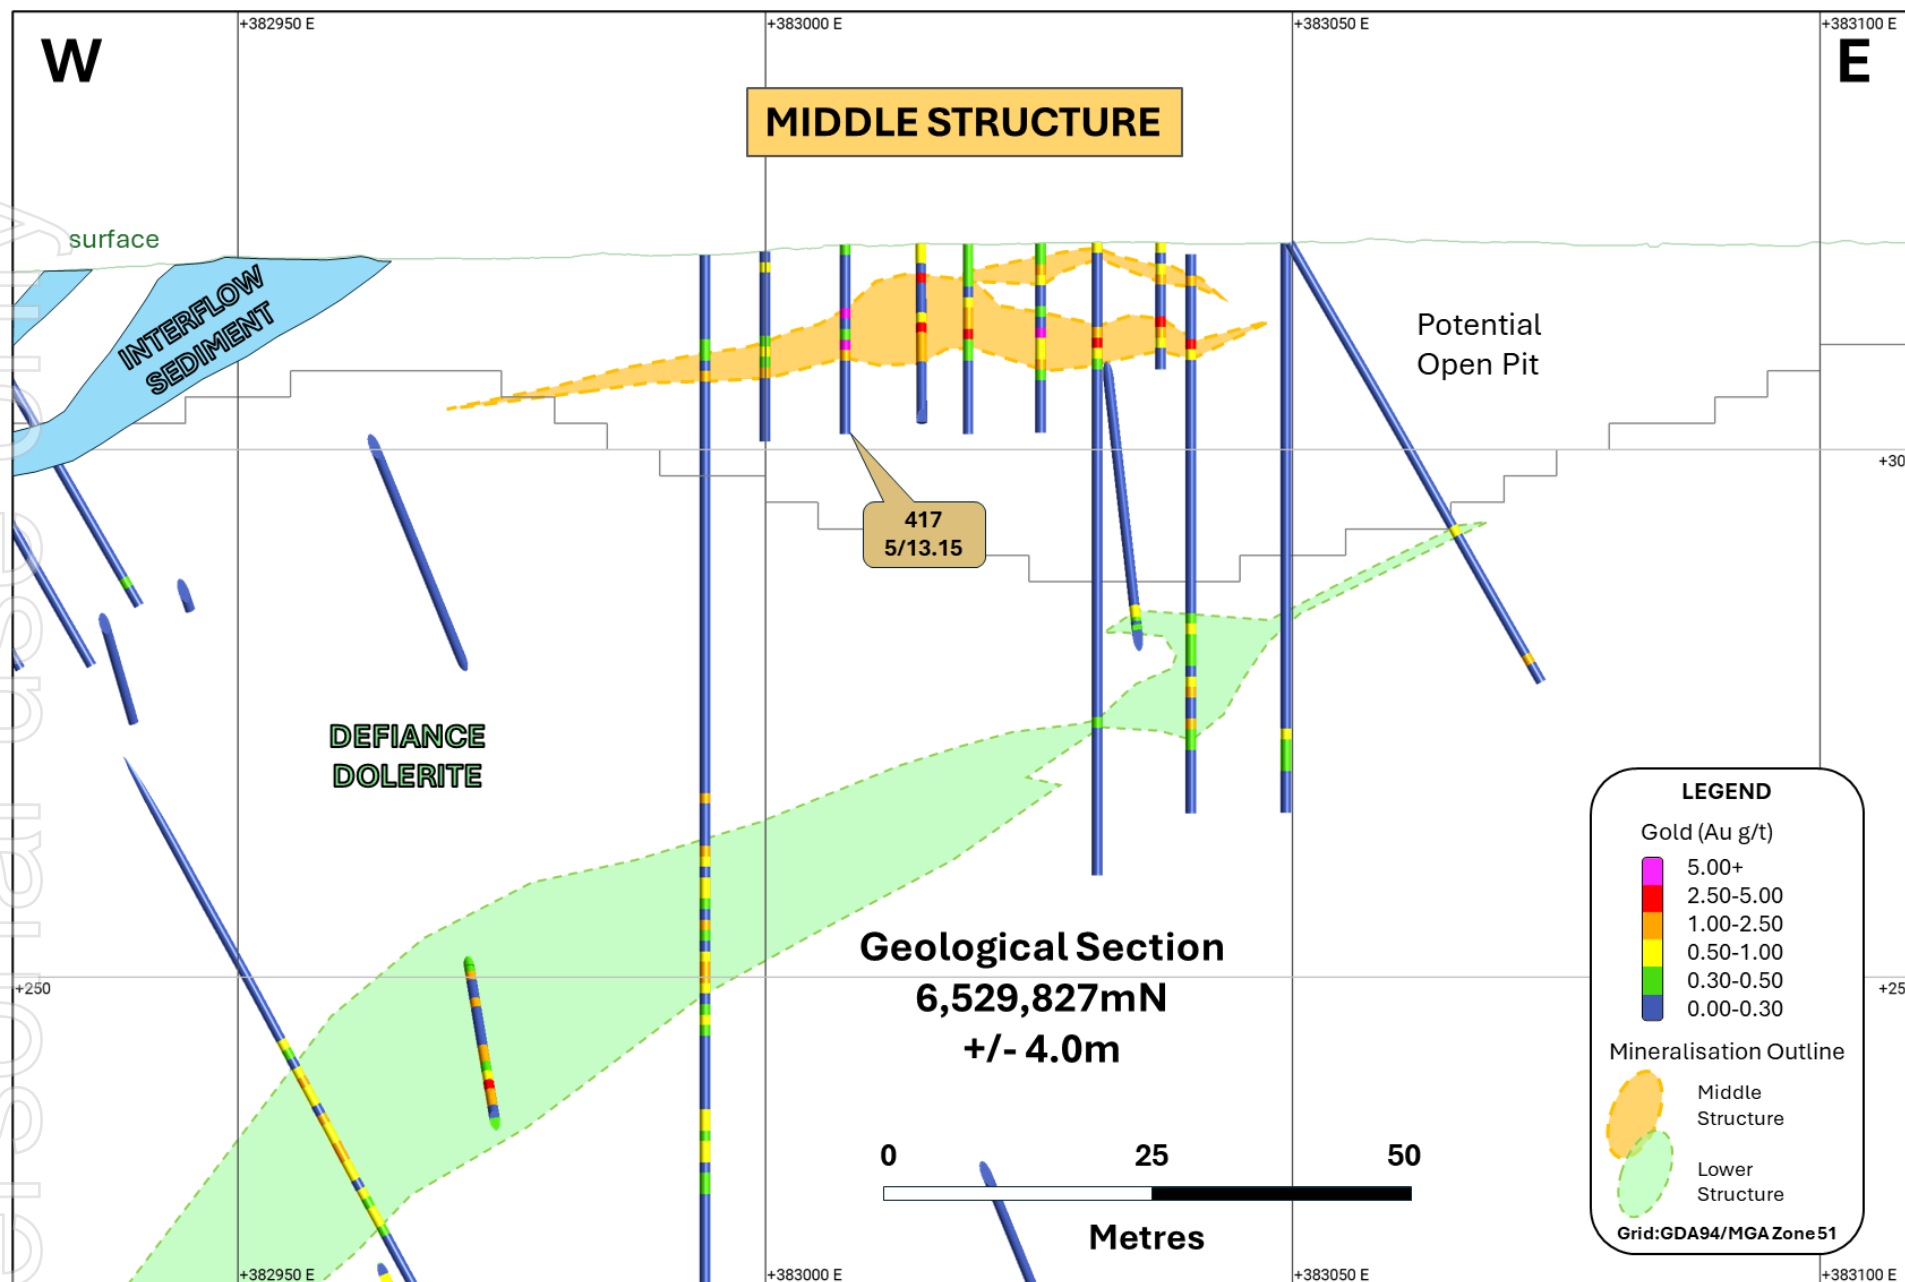 +382950 E
+383000 E
+383050 E
+383100 E
W
E
MIDDLE STRUCTURE
surface
INTERFLOW
SEDIMENT
Potential
Open Pit
+30
417
5/13.15
DEFIANCE
DOLERITE
Geological Section
6,529,827mN
+/- 4.0m
+250
+25
LEGEND
Gold (Au g/t)
5.00+
2.50-5.00
1.00-2.50
0.50-1.00
0.30-0.50
0.00-0.30
Mineralisation Outline
Middle
Structure
Lower
Structure
Grid:GDA94/MGA Zone 51
0 25 50
Metres
+382950 E
+383000 E
+383050 E
+383100 E